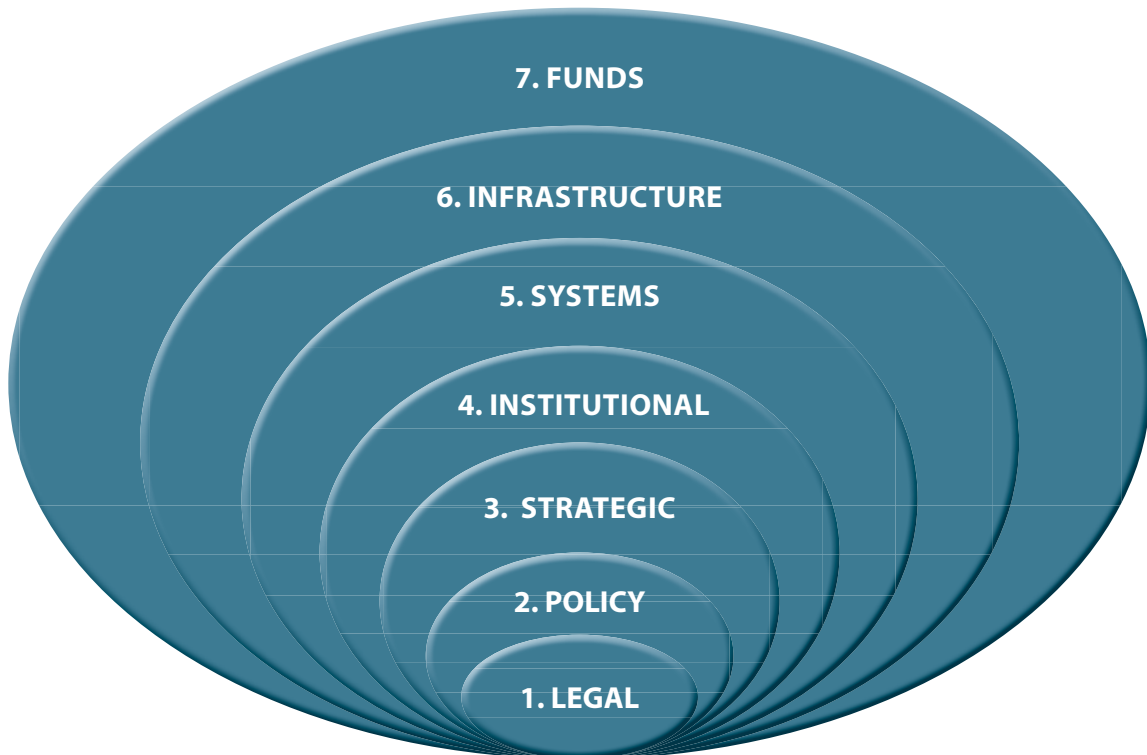 7. FUNDS
6. INFRASTRUCTURE
5. SYSTEMS
4. INSTITUTIONAL
3. STRATEGIC
2. POLICY
1. LEGAL